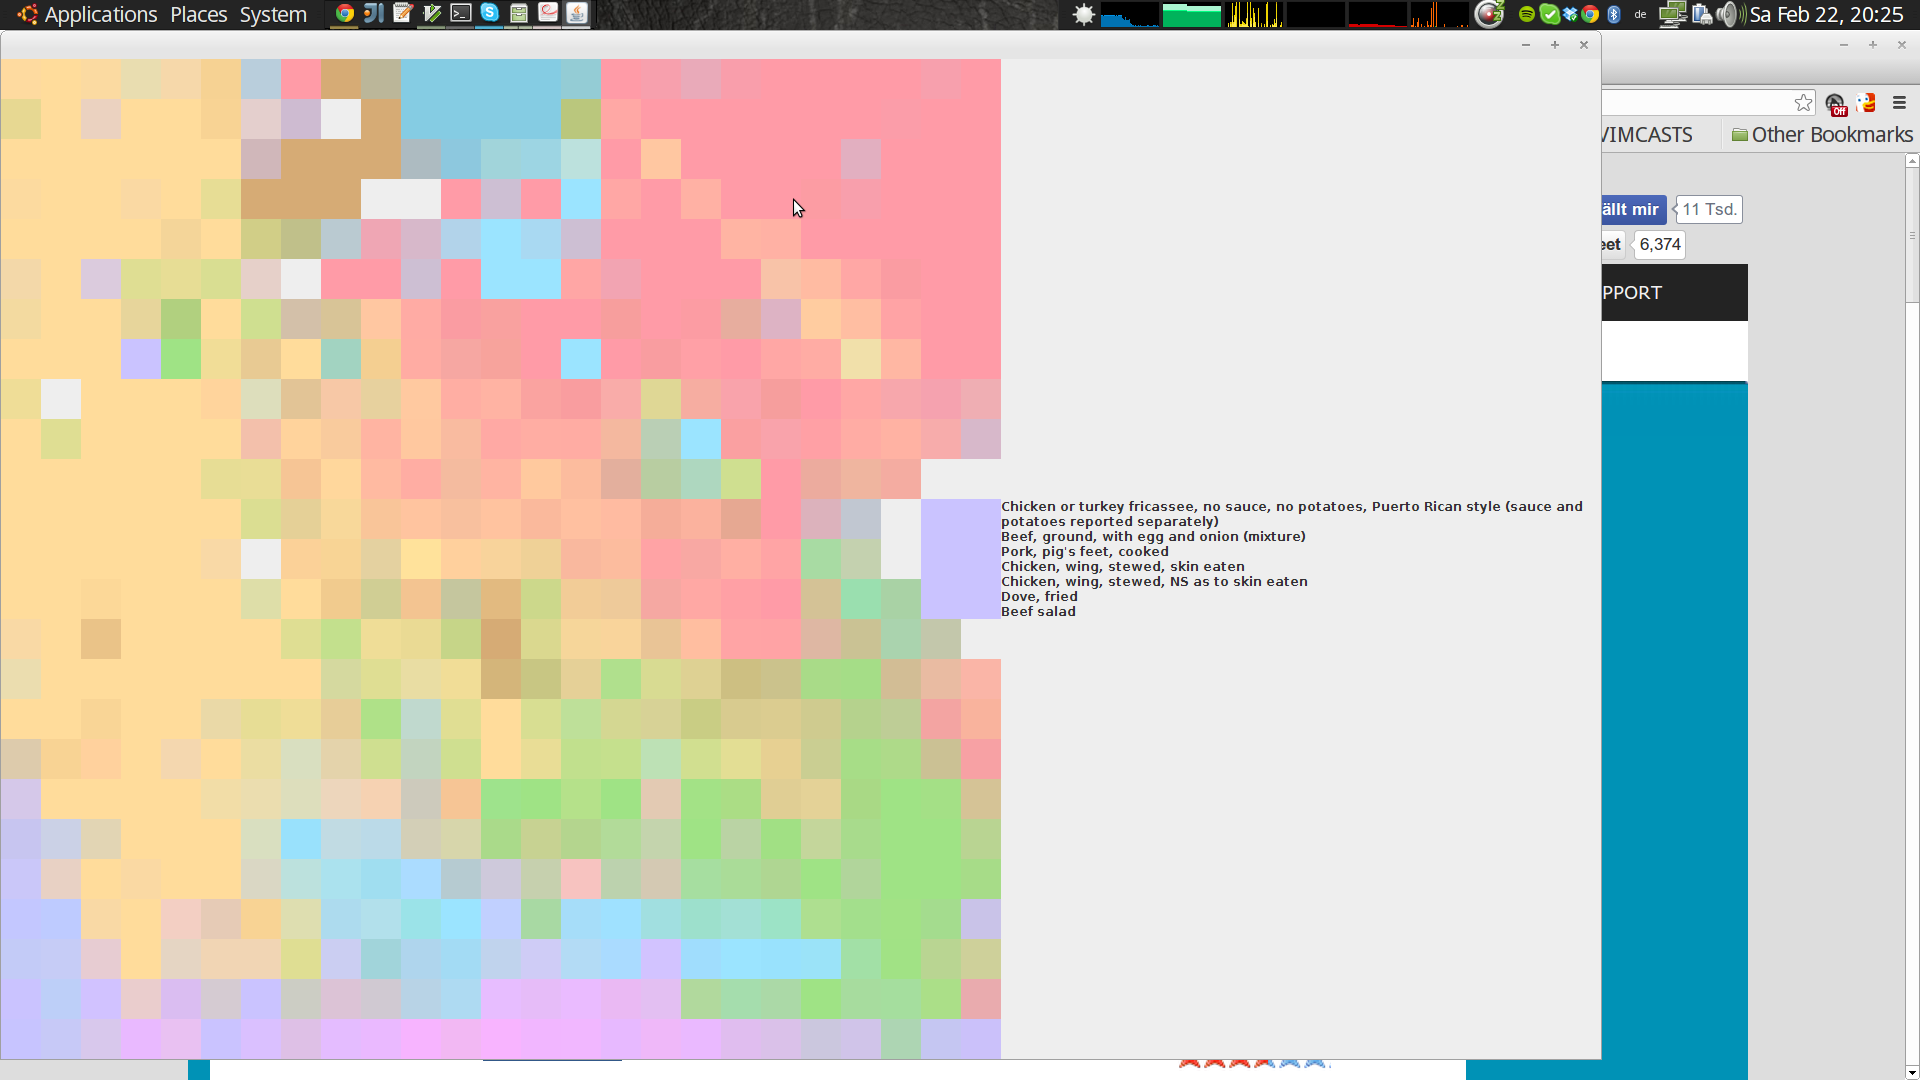 Applications Places System
de
Sa Feb 22, 20:25
Off
VIMCASTS
Other Bookmarks
ällt mir
11 Tsd.
eet
6,374
PPORT
Chicken or turkey fricassee, no sauce, no potatoes, Puerto Rican style (sauce and
potatoes reported separately)
Beef, ground, with egg and onion (mixture)
Pork, pig's feet, cooked
Chicken, wing, stewed, skin eaten
Chicken, wing, stewed, NS as to skin eaten
Dove, fried
Beef salad